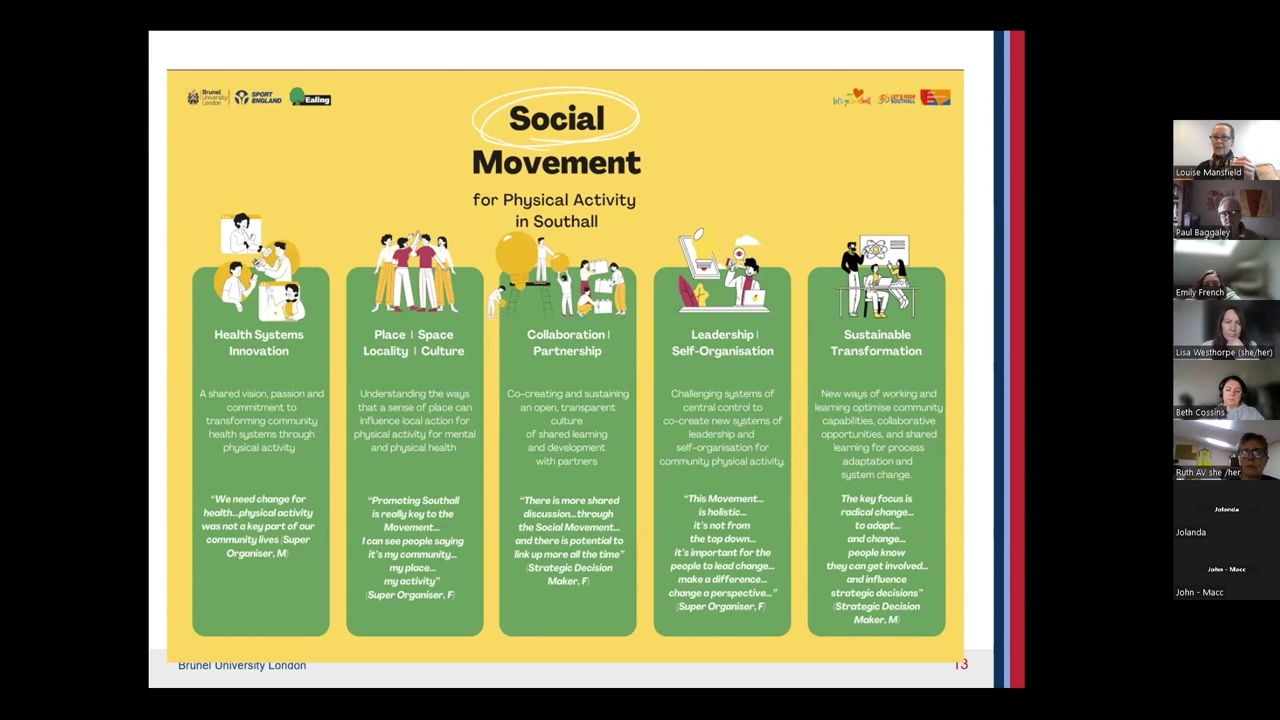 Brunel
University
London
SPORT
ENGLAND
Ealing
Let's go Southall
LET'S RIDE
SOUTHALL
Social
Movement
for Physical Activity
in Southall
Health Systems
Innovation
A shared vision, passion and
commitment to
transforming community
health systems through
physical activity
“We need change for
health...physical activity
was not a key part of our
community lives (Super
Organiser, M)
Place | Space
Locality | Culture
Understanding the ways
that a sense of place can
influence local action for
physical activity for mental
and physical health
“Promoting Southall
is really key to the
Movement...
I can see people saying
it's my community...
my place...
my activity”
(Super Organiser, F)
Collaboration |
Partnership
Co-creating and sustaining
an open, transparent
culture
of shared learning
and development
with partners
“There is more shared
discussion...through
the Social Movement...
and there is potential to
link up more all the time”
(Strategic Decision
Maker, F)
Leadership |
Self-Organisation
Challenging systems of
central control to
co-create new systems of
leadership and
self-organisation for
community physical activity.
“This Movement...
is holistic...
it's not from
the top down...
it's important for the
people to lead change...
make a difference...
change a perspective...”
(Super Organiser, F)
Sustainable
Transformation
New ways of working and
learning optimise community
capabilities, collaborative
opportunities, and shared
learning for process
adaptation and
system change.
The key focus is
radical change...
to adapt...
and change...
people know
they can get involved...
and influence
strategic decisions”
(Strategic Decision
Maker, M)
Brunel University London
13
Louise Mansfield
Paul Baggaley
Emily French
Lisa Westhorpe (she/her)
Beth Cossins
Ruth AV she /her
Jolanda
Jolanda
John - Macc
John - Macc